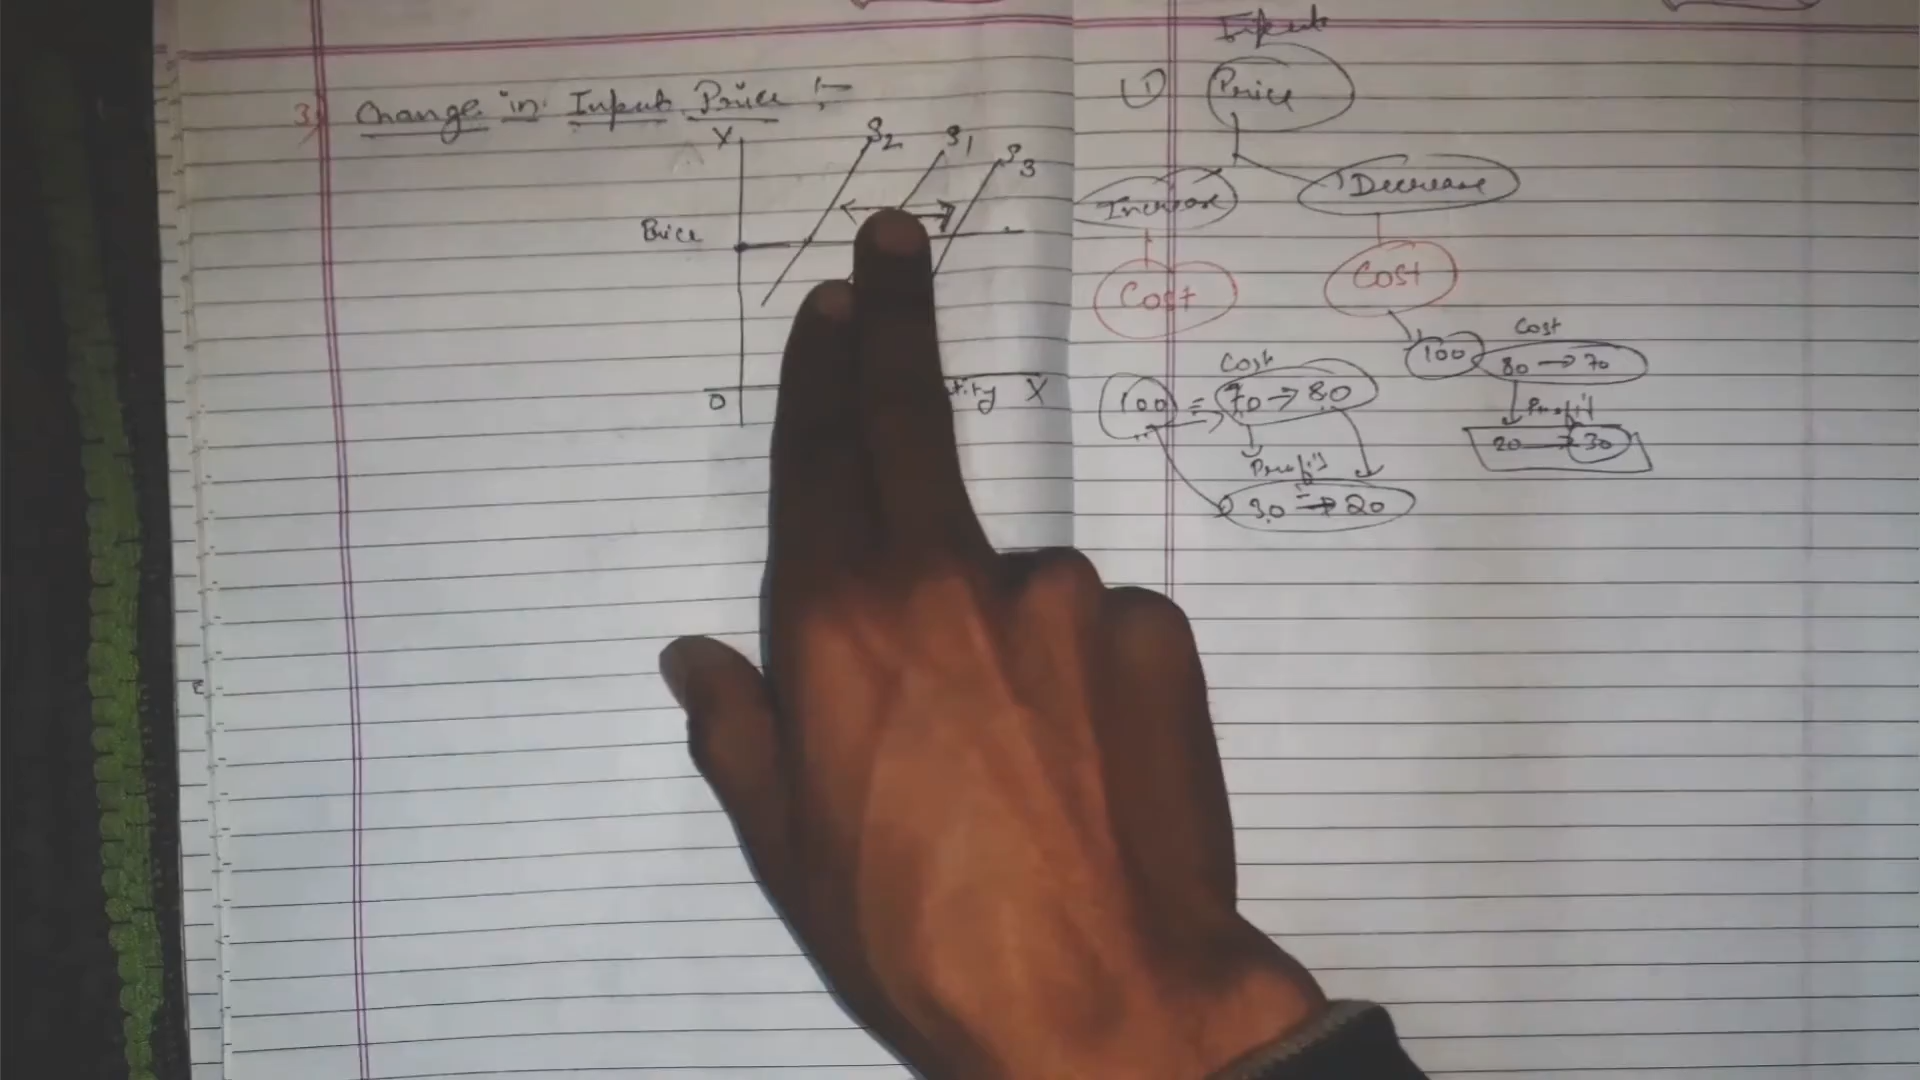 3) Change in Input Price :-
Y
S2
S1
S3
Price
O
tity X
Input
1) Price
Increase
Decrease
Cost
Cost
100
Cost
80 → 70
Profit
20 → 30
Cost
100 = 70 → 80
Profit
30 → 20